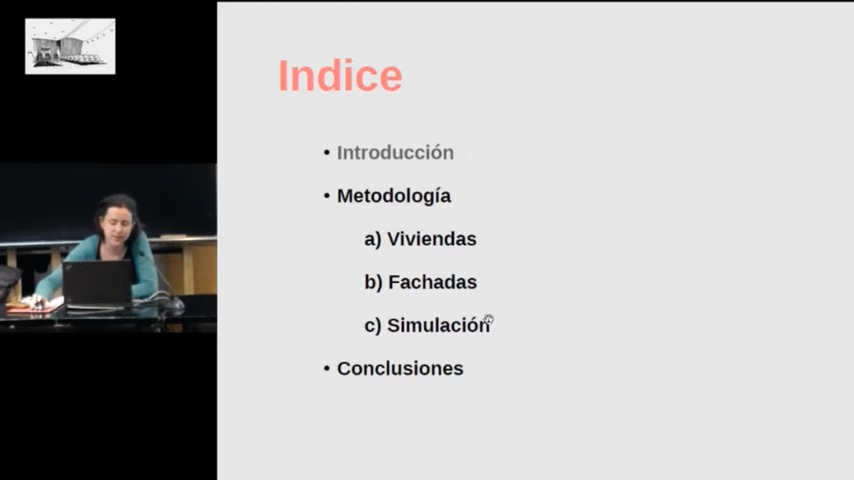 Indice
• Introducción
• Metodología
a) Viviendas
b) Fachadas
c) Simulación
• Conclusiones